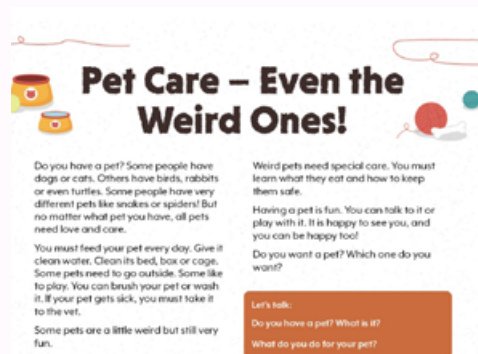 Pet Care – Even the
Weird Ones!
Do you have a pet? Some people have
dogs or cats. Others have birds, rabbits
or even turtles. Some people have very
different pets like snakes or spiders! But
no matter what pet you have, all pets
need love and care.
You must feed your pet every day. Give it
clean water. Clean its bed, box or cage.
Some pets need to go outside. Some like
to play. You can brush your pet or wash
it. If your pet gets sick, you must take it
to the vet.
Some pets are a little weird but still very
fun.
Weird pets need special care. You must
learn what they eat and how to keep
them safe.
Having a pet is fun. You can talk to it or
play with it. It is happy to see you, and
you can be happy too!
Do you want a pet? Which one do you
want?
Let's talk:
Do you have a pet? What is it?
What do you do for your pet?